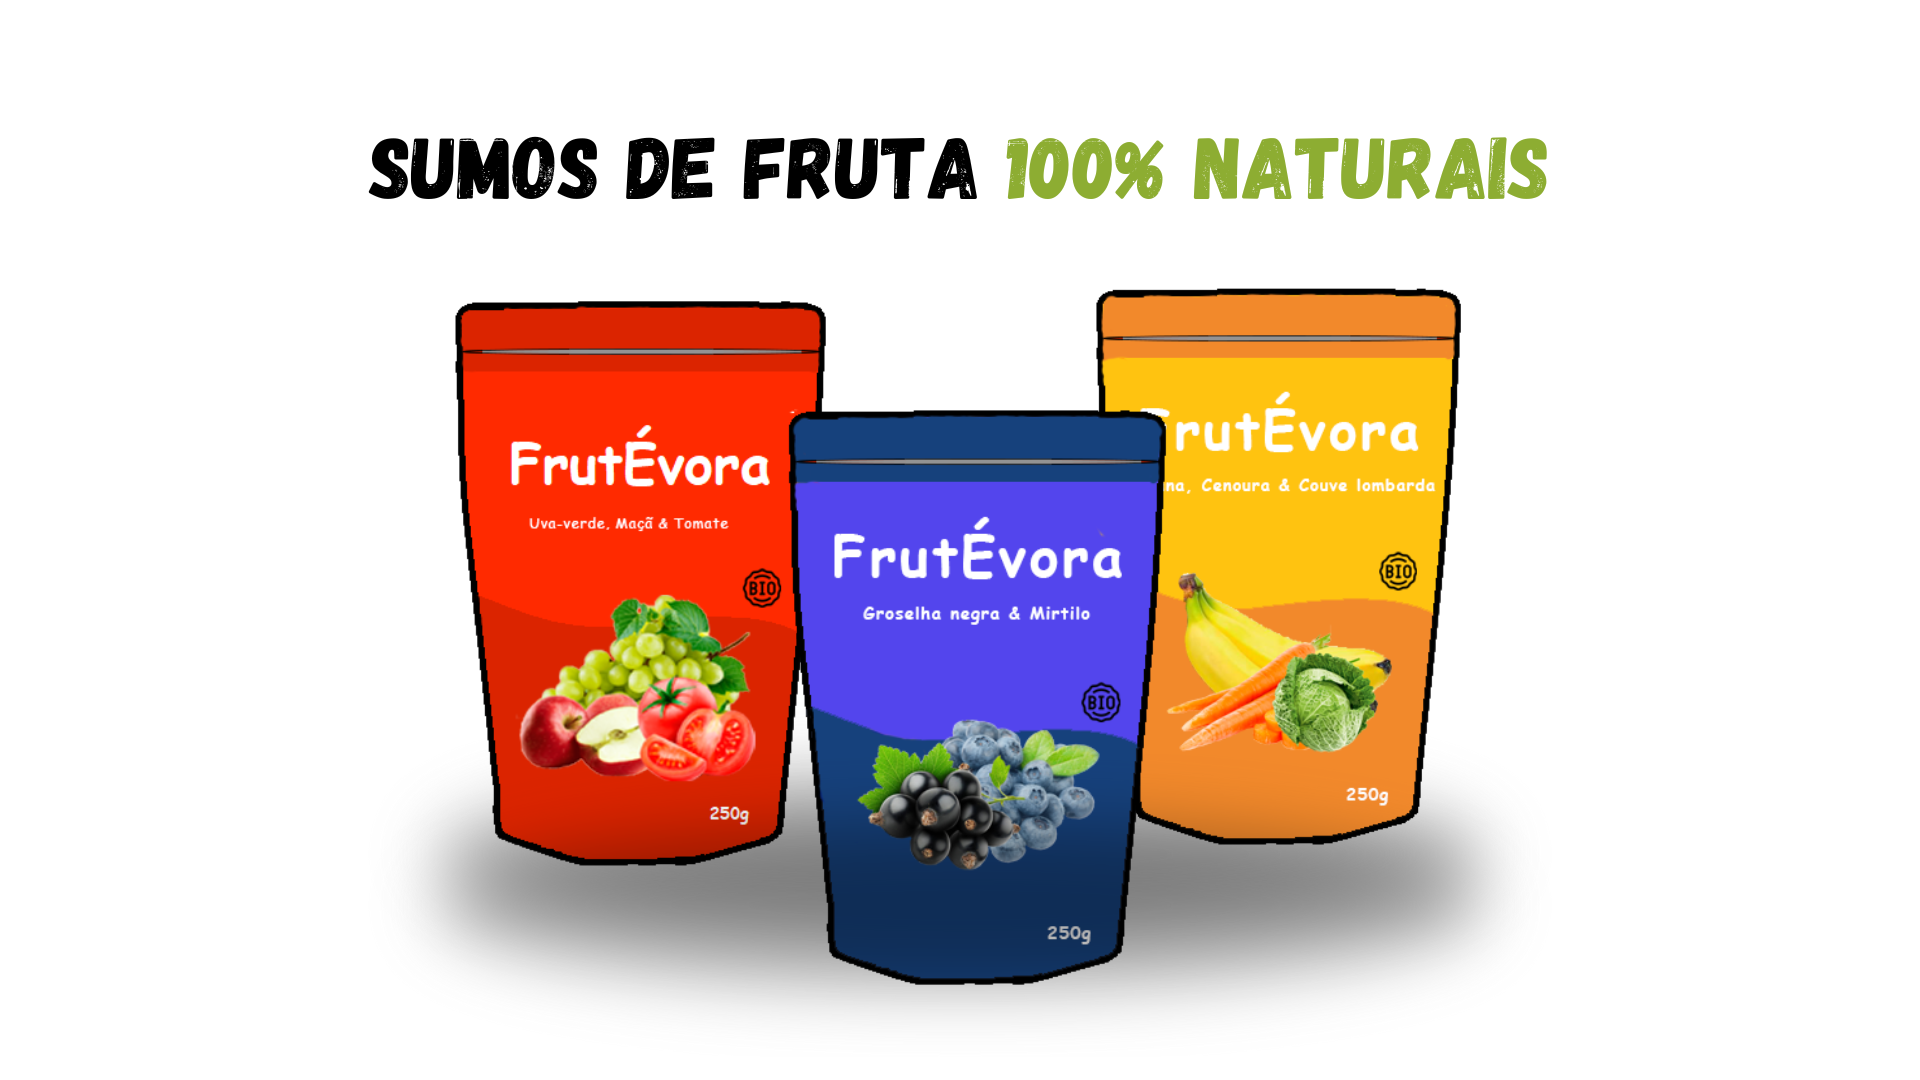 SUMOS DE FRUTA 100% NATURAIS
FrutÉvora
Uva-verde, Maçã & Tomate
BIO
250g
FrutÉvora
Groselha negra & Mirtilo
BIO
250g
rutÉvora
na, Cenoura & Couve lombarda
BIO
250g